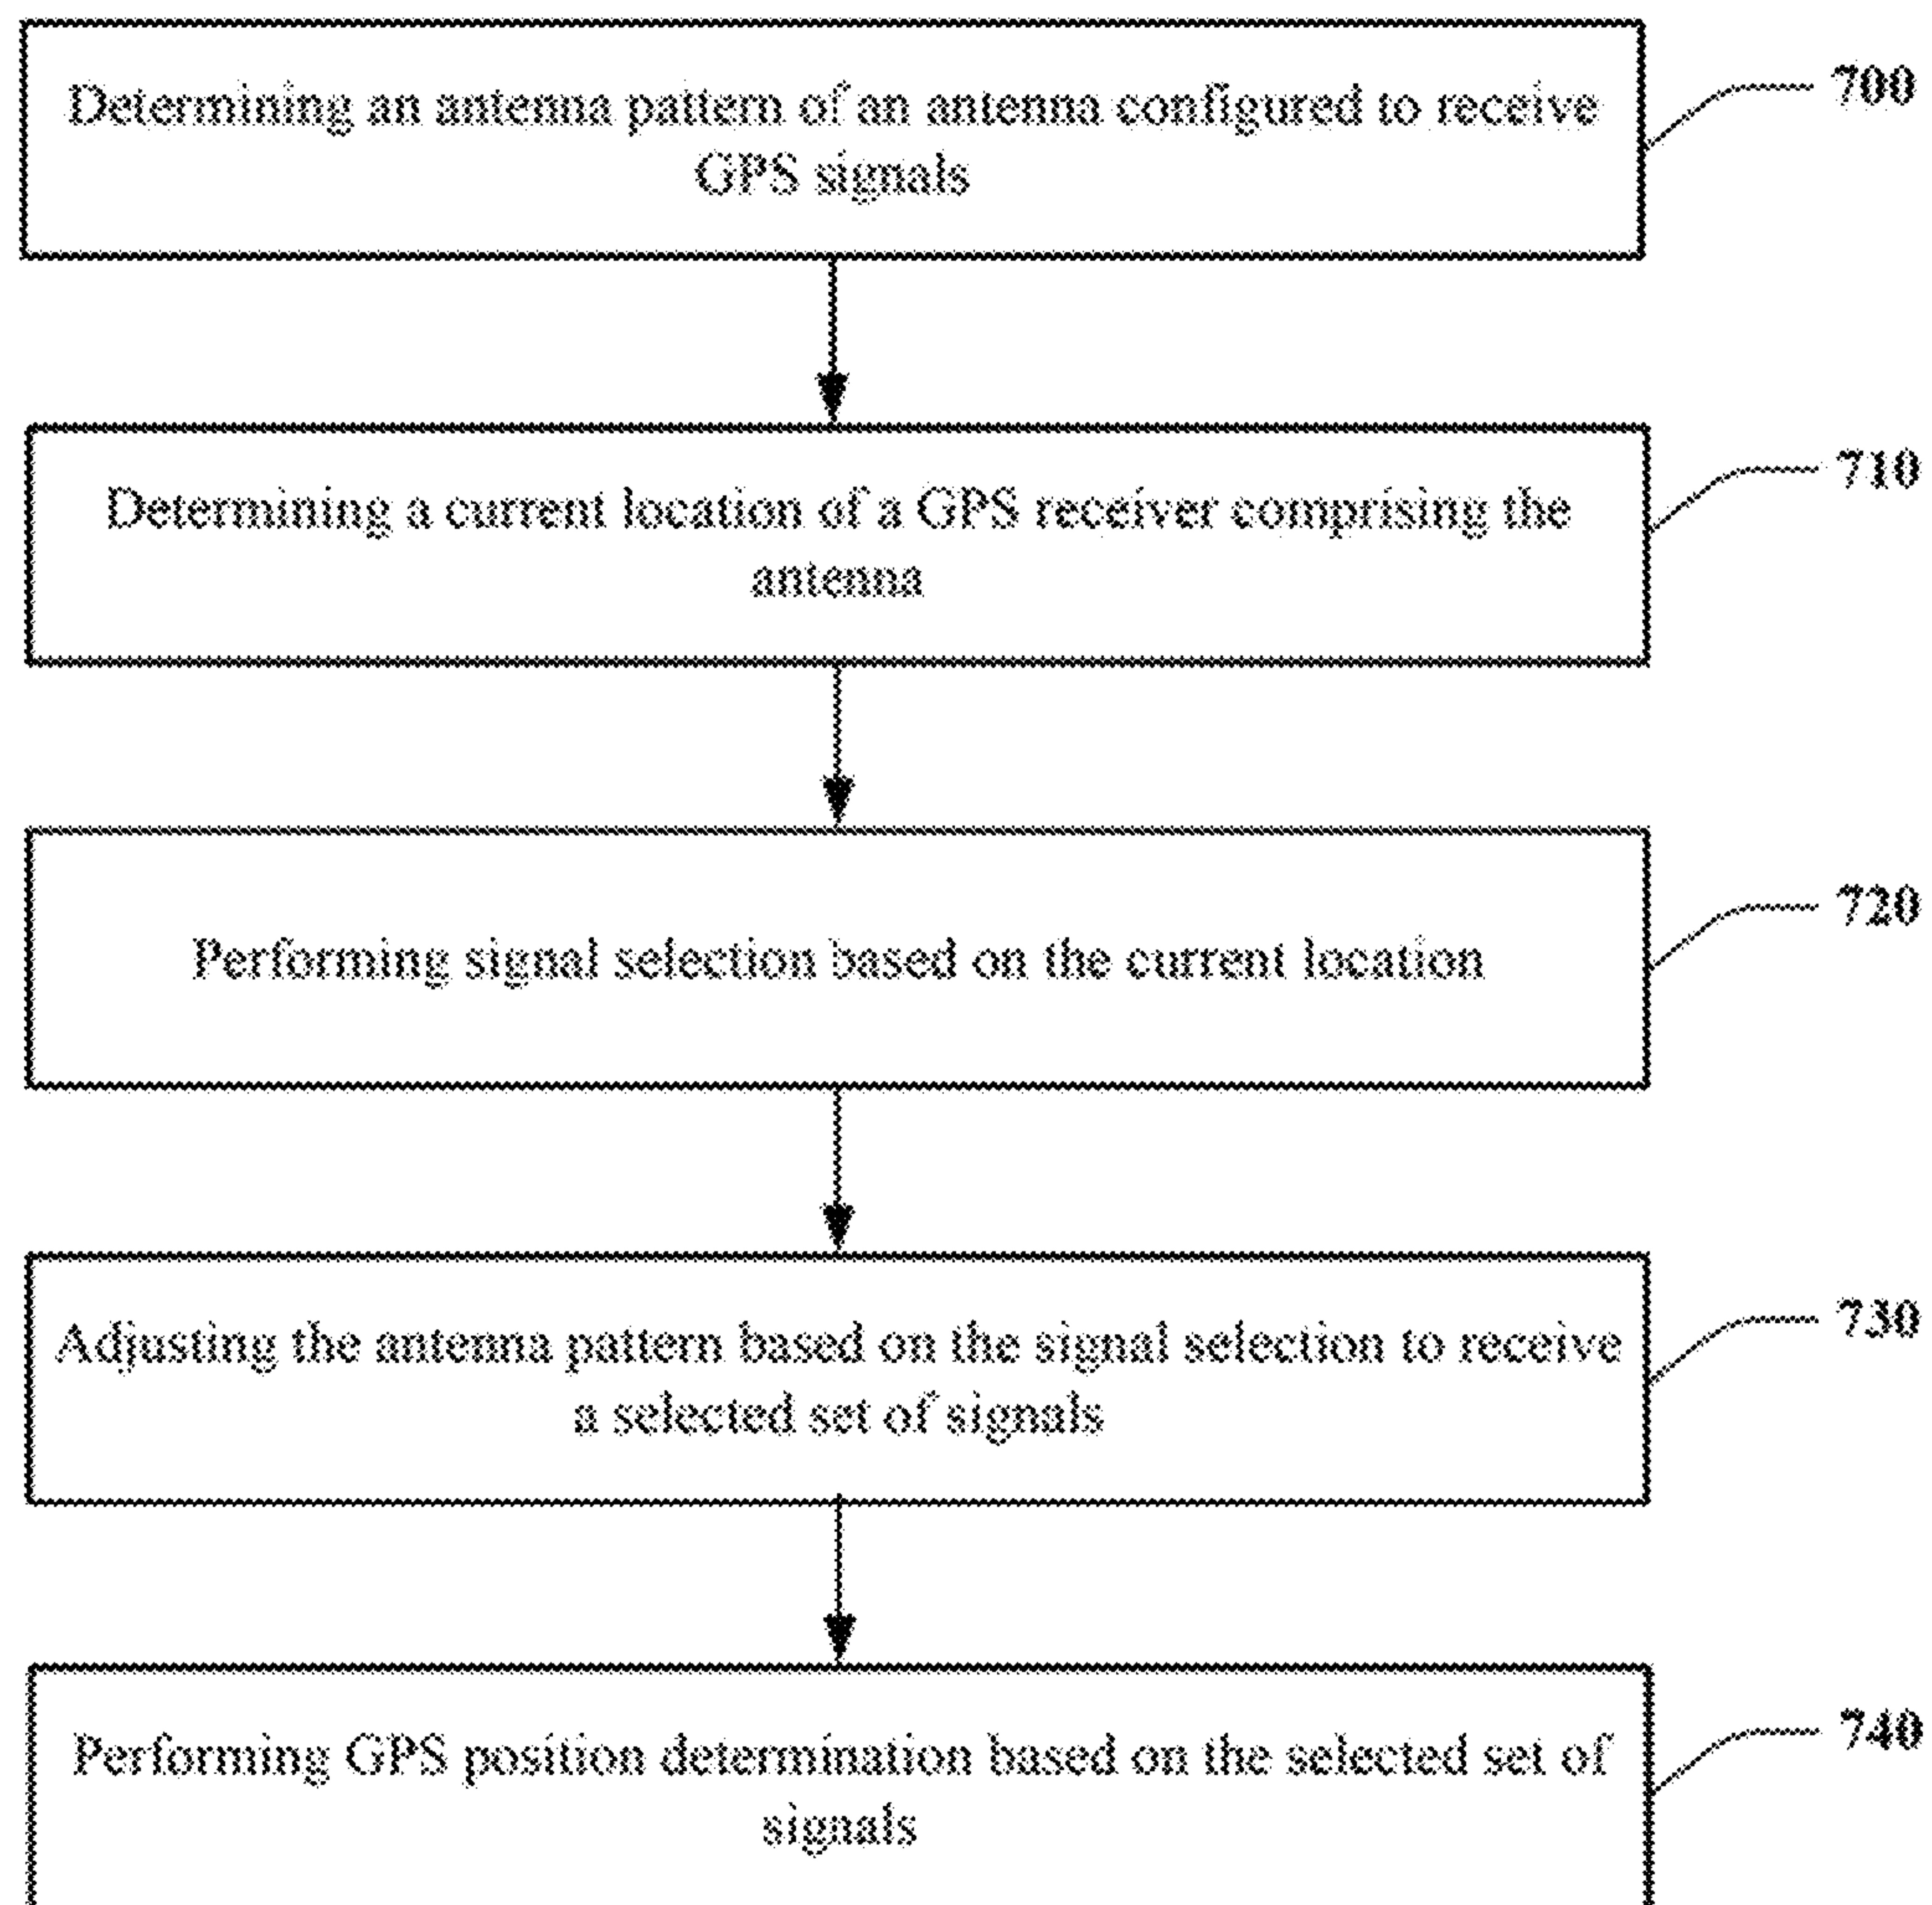 Determining an antenna pattern of an antenna configured to receive
GPS signals
700
Determining a current location of a GPS receiver comprising the
antenna
710
Performing signal selection based on the current location
720
Adjusting the antenna pattern based on the signal selection to receive
a selected set of signals
730
Performing GPS position determination based on the selected set of
signals
740